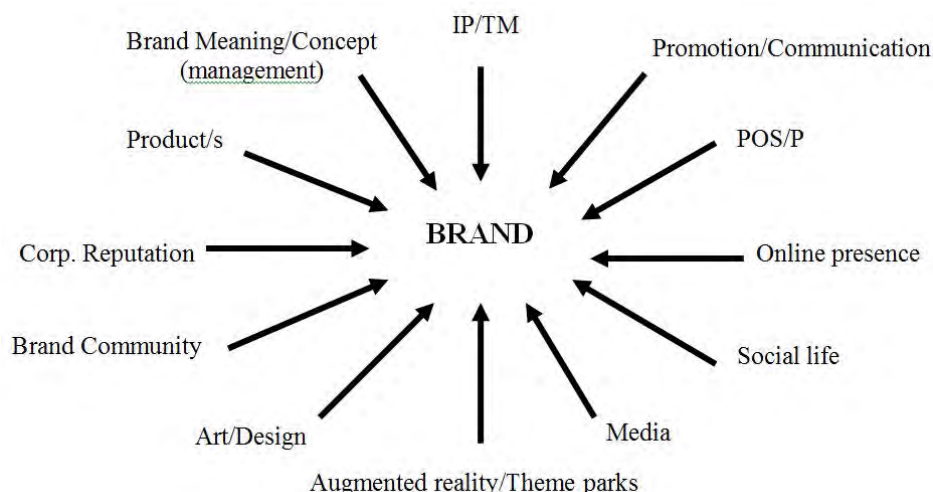 IP/TM
Brand Meaning/Concept
(management)
Promotion/Communication
Product/s
POS/P
BRAND
Corp. Reputation
Online presence
Brand Community
Social life
Art/Design
Media
Augmented reality/Theme parks